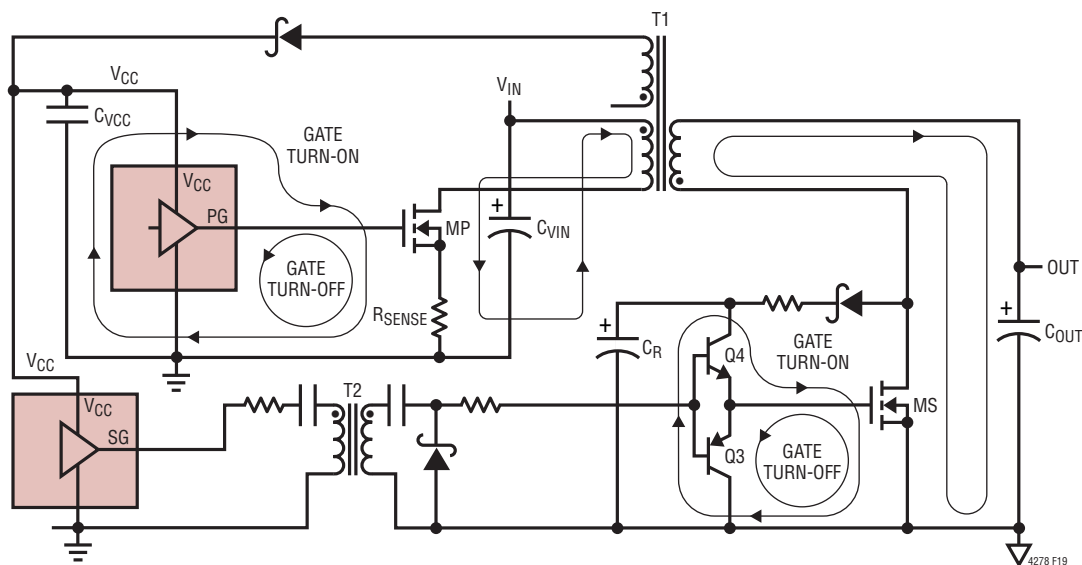 T1
VCC
VIN
CVCC
GATE
TURN-ON
VCC
PG
MP
+
CVIN
GATE
TURN-OFF
RSENSE
OUT
+
COUT
+
CR
GATE
TURN-ON
Q4
VCC
VCC
SG
T2
MS
Q3
GATE
TURN-OFF
4278 F19